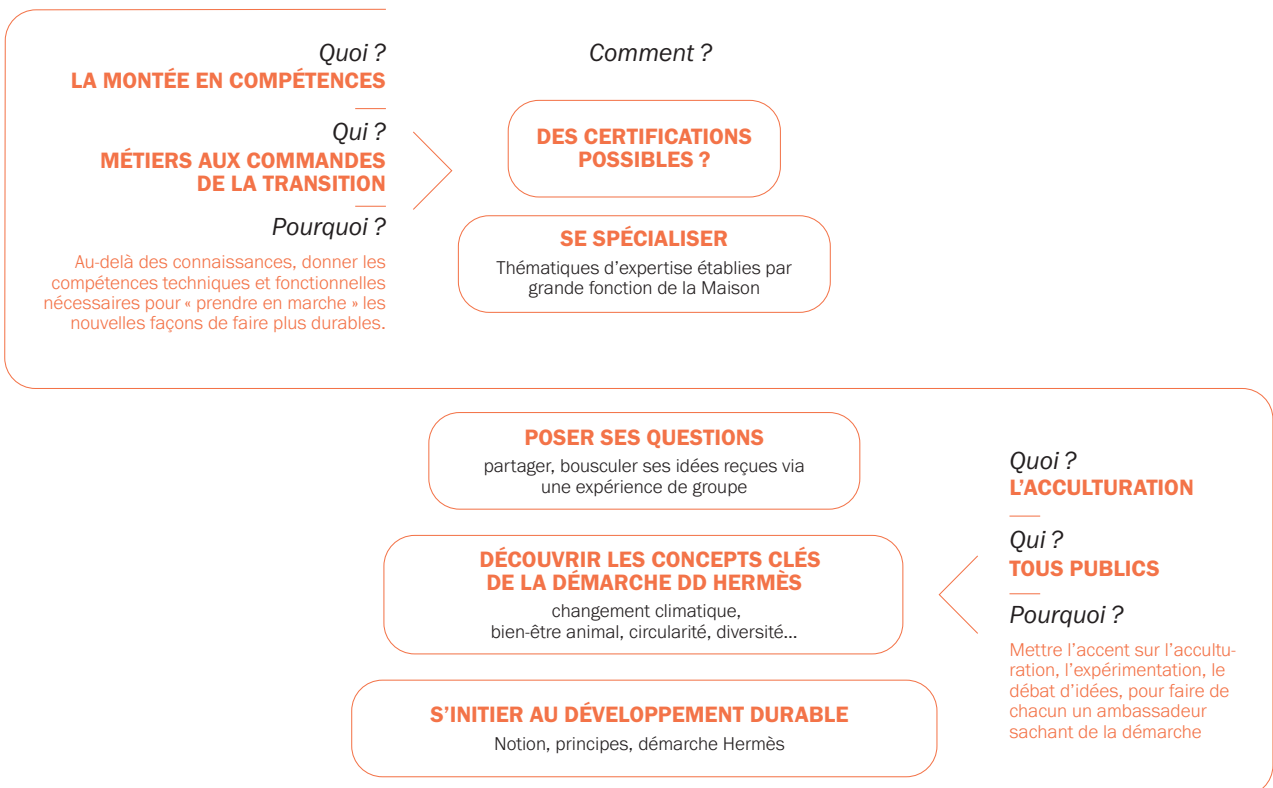 Quoi ?
LA MONTÉE EN COMPÉTENCES
Qui ?
MÉTIERS AUX COMMANDES
DE LA TRANSITION
Pourquoi ?
Au-delà des connaissances, donner les
compétences techniques et fonctionnelles
nécessaires pour « prendre en marche » les
nouvelles façons de faire plus durables.
Comment ?
DES CERTIFICATIONS
POSSIBLES ?
SE SPÉCIALISER
Thématiques d’expertise établies par
grande fonction de la Maison
POSER SES QUESTIONS
partager, bousculer ses idées reçues via
une expérience de groupe
DÉCOUVRIR LES CONCEPTS CLÉS
DE LA DÉMARCHE DD HERMÈS
changement climatique,
bien-être animal, circularité, diversité…
S’INITIER AU DÉVELOPPEMENT DURABLE
Notion, principes, démarche Hermès
Quoi ?
L’ACCULTURATION
Qui ?
TOUS PUBLICS
Pourquoi ?
Mettre l’accent sur l’accultu-
ration, l’expérimentation, le
débat d’idées, pour faire de
chacun un ambassadeur
sachant de la démarche